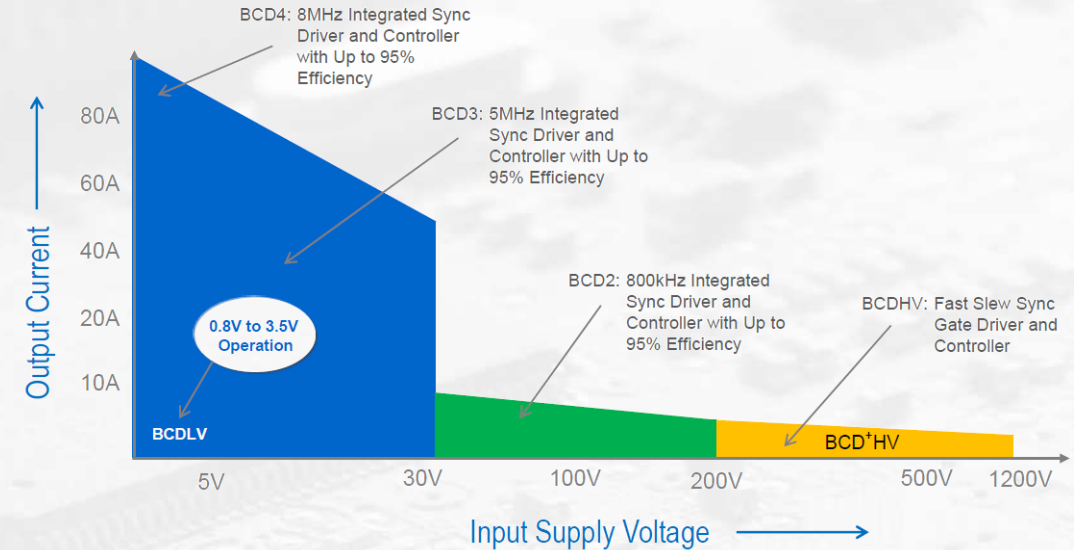 BCD4: 8MHz Integrated Sync
Driver and Controller
with Up to 95%
Efficiency
BCD3: 5MHz Integrated
Sync Driver and
Controller with Up to
95% Efficiency
BCD2: 800kHz Integrated
Sync Driver and
Controller with Up to
95% Efficiency
BCDHV: Fast Slew Sync
Gate Driver and
Controller
Output Current
80A
60A
40A
20A
10A
0.8V to 3.5V
Operation
BCDLV
BCD+HV
5V
30V
100V
200V
500V
1200V
Input Supply Voltage